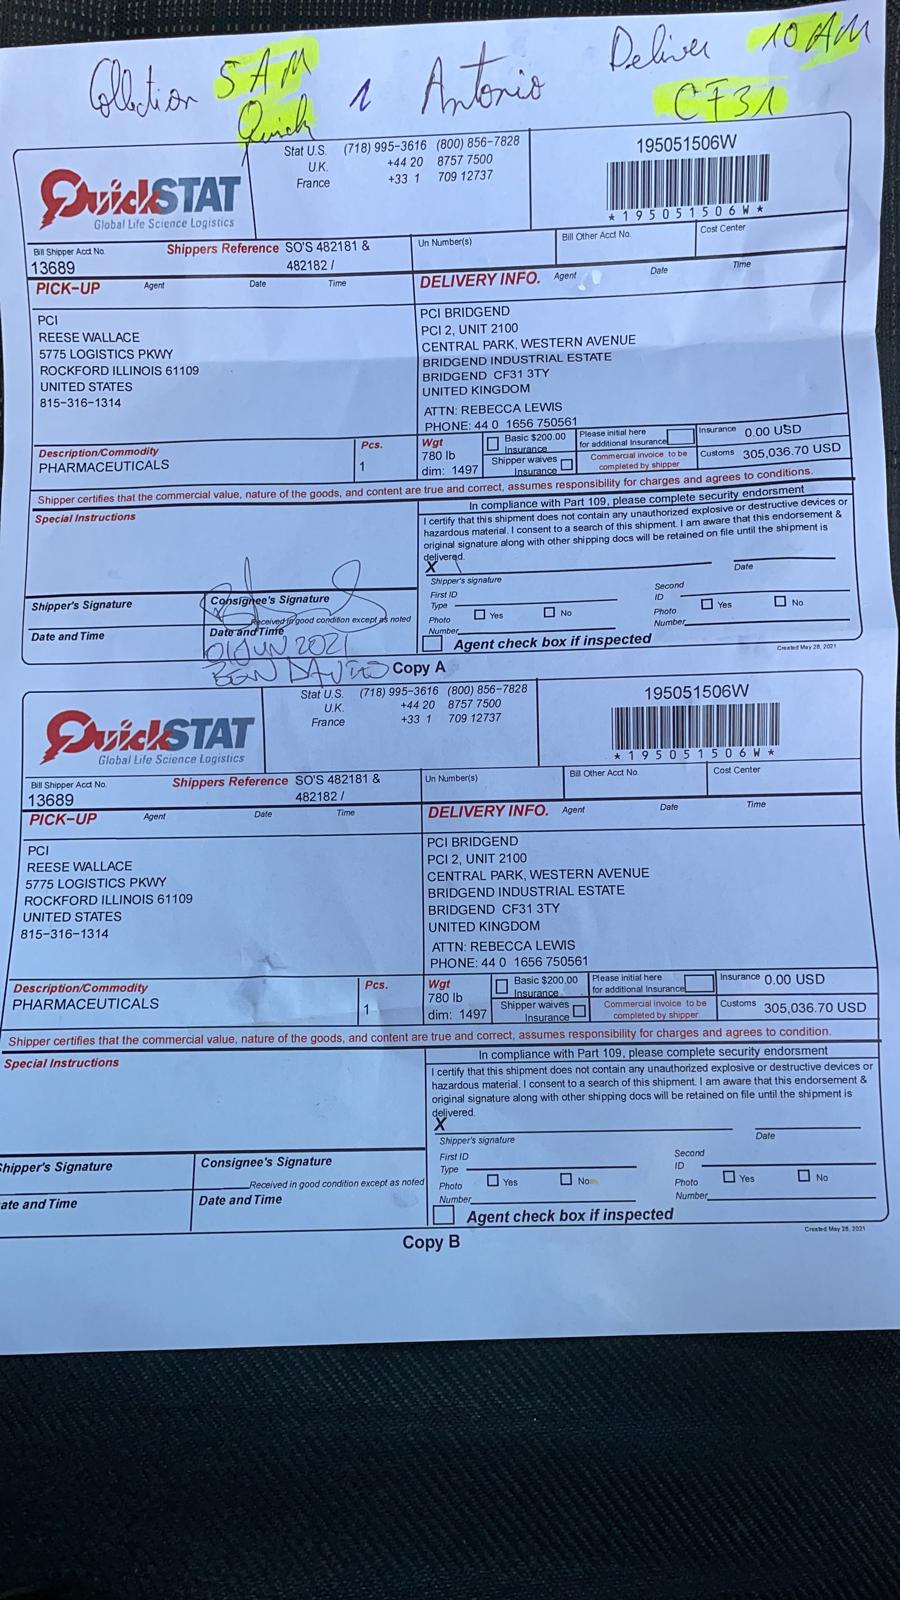 Collection 5 AM 1 Antonio Deliver 10 AM
Quick CF31
QuickSTAT
Global Life Science Logistics
Stat U.S. (718) 995-3616 (800) 856-7828
U.K. +44 20 8757 7500
France +33 1 709 12737
195051506W
*195051506W*
Bill Shipper Acct No.
13689
Shippers Reference SO'S 482181 &
482182 /
Un Number(s)
Bill Other Acct No.
Cost Center
PICK-UP Agent Date Time
DELIVERY INFO. Agent Date Time
PCI
REESE WALLACE
5775 LOGISTICS PKWY
ROCKFORD ILLINOIS 61109
UNITED STATES
815-316-1314
PCI BRIDGEND
PCI 2, UNIT 2100
CENTRAL PARK, WESTERN AVENUE
BRIDGEND INDUSTRIAL ESTATE
BRIDGEND CF31 3TY
UNITED KINGDOM
ATTN: REBECCA LEWIS
PHONE: 44 0 1656 750561
Description/Commodity
PHARMACEUTICALS
Pcs.
1
Wgt
780 lb
dim: 1497
Basic $200.00
Insurance
Shipper waives
Insurance
Please initial here
for additional Insurance
Commercial invoice to be
completed by shipper
Insurance 0.00 USD
Customs 305,036.70 USD
Shipper certifies that the commercial value, nature of the goods, and content are true and correct, assumes responsibility for charges and agrees to conditions.
Special Instructions
In compliance with Part 109, please complete security endorsment
I certify that this shipment does not contain any unauthorized explosive or destructive devices or
hazardous material. I consent to a search of this shipment. I am aware that this endorsement &
original signature along with other shipping docs will be retained on file until the shipment is
delivered.
X
Shipper's signature
Date
First ID
Type
Photo Yes No
Number
Second
ID
Photo Yes No
Number
Shipper's Signature
Consignee's Signature
Received in good condition except as noted
Date and Time
Date and Time
01 JUN 2021
BEN DAVIES
Agent check box if inspected
Created May 28, 2021
Copy A
QuickSTAT
Global Life Science Logistics
Stat U.S. (718) 995-3616 (800) 856-7828
U.K. +44 20 8757 7500
France +33 1 709 12737
195051506W
*195051506W*
Bill Shipper Acct No.
13689
Shippers Reference SO'S 482181 &
482182 /
Un Number(s)
Bill Other Acct No.
Cost Center
PICK-UP Agent Date Time
DELIVERY INFO. Agent Date Time
PCI
REESE WALLACE
5775 LOGISTICS PKWY
ROCKFORD ILLINOIS 61109
UNITED STATES
815-316-1314
PCI BRIDGEND
PCI 2, UNIT 2100
CENTRAL PARK, WESTERN AVENUE
BRIDGEND INDUSTRIAL ESTATE
BRIDGEND CF31 3TY
UNITED KINGDOM
ATTN: REBECCA LEWIS
PHONE: 44 0 1656 750561
Description/Commodity
PHARMACEUTICALS
Pcs.
1
Wgt
780 lb
dim: 1497
Basic $200.00
Insurance
Shipper waives
Insurance
Please initial here
for additional Insurance
Commercial invoice to be
completed by shipper
Insurance 0.00 USD
Customs 305,036.70 USD
Shipper certifies that the commercial value, nature of the goods, and content are true and correct, assumes responsibility for charges and agrees to condition.
Special Instructions
In compliance with Part 109, please complete security endorsment
I certify that this shipment does not contain any unauthorized explosive or destructive devices or
hazardous material. I consent to a search of this shipment. I am aware that this endorsement &
original signature along with other shipping docs will be retained on file until the shipment is
delivered.
X
Shipper's signature
Date
First ID
Type
Photo Yes No
Number
Second
ID
Photo Yes No
Number
Shipper's Signature
Consignee's Signature
Received in good condition except as noted
ate and Time
Date and Time
Agent check box if inspected
Created May 28, 2021
Copy B